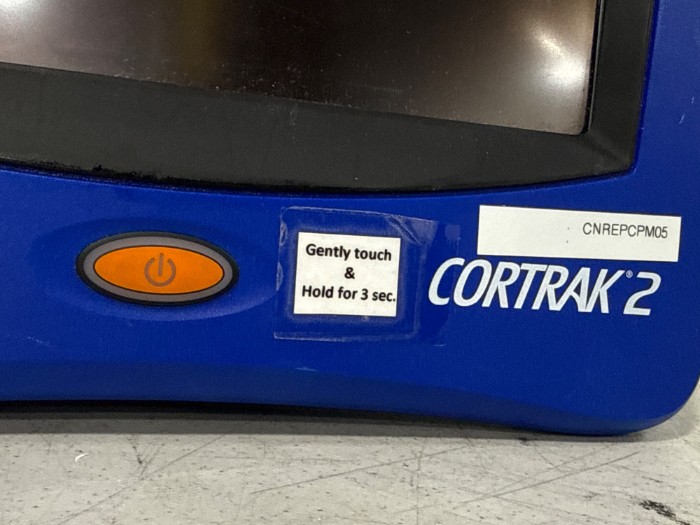 CNREPCPM05
Gently touch
&
Hold for 3 sec.
CORTRAK® 2